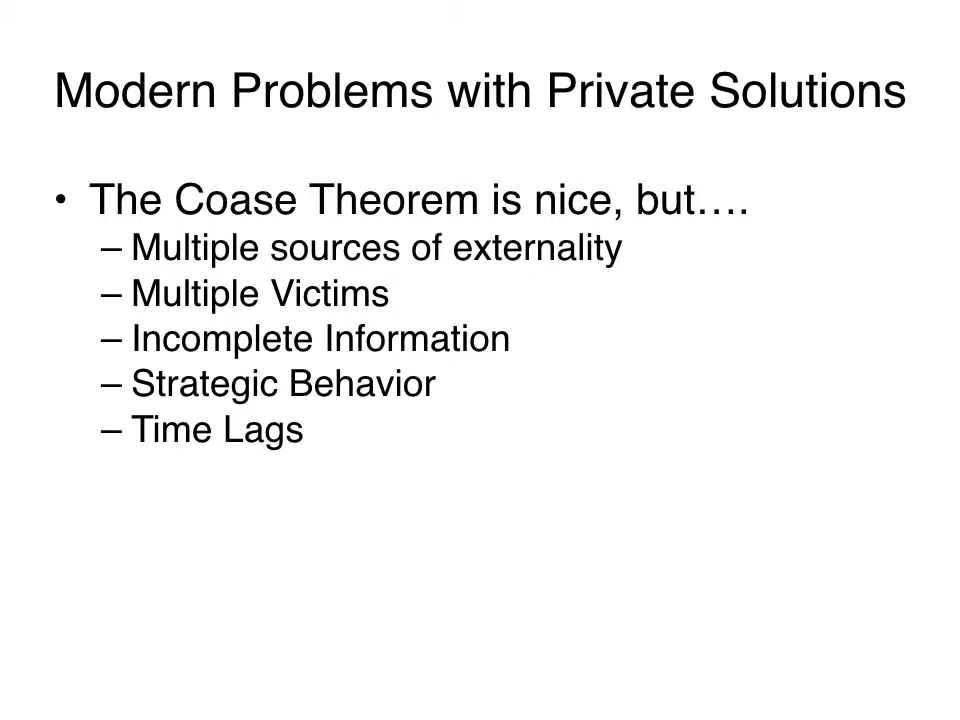 Modern Problems with Private Solutions
• The Coase Theorem is nice, but….
– Multiple sources of externality
– Multiple Victims
– Incomplete Information
– Strategic Behavior
– Time Lags